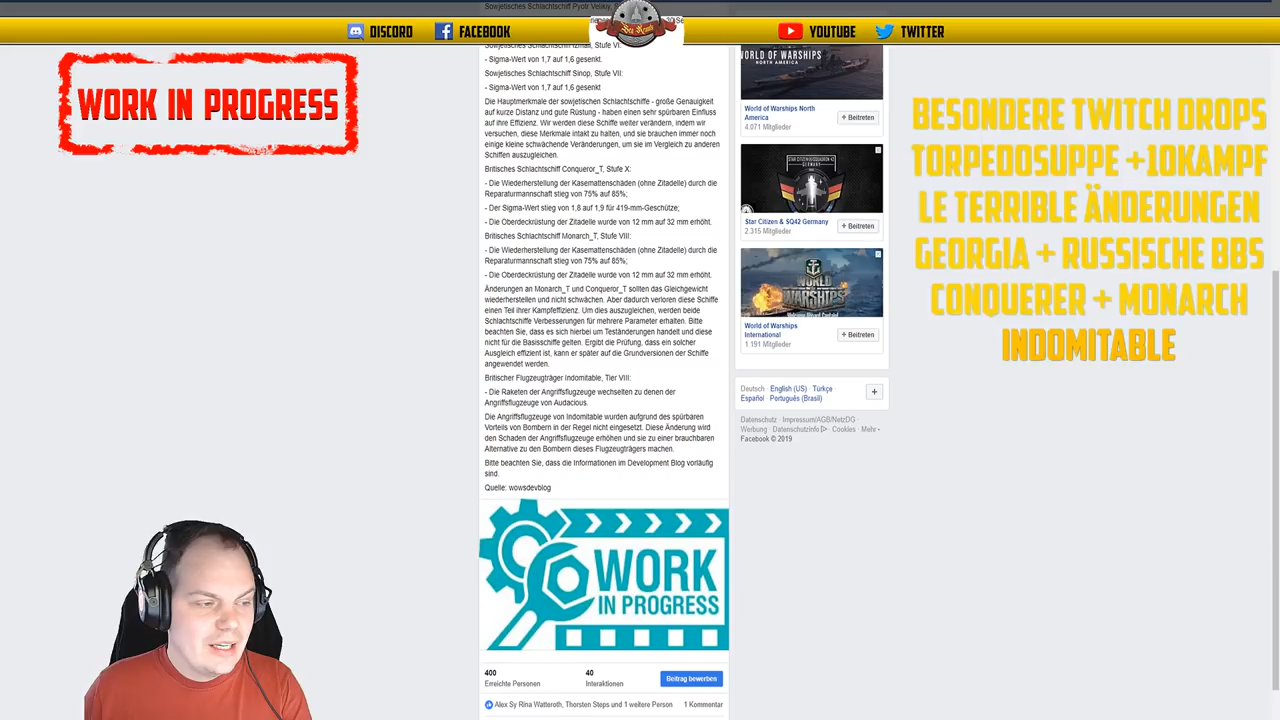 Sowjetisches Schlachtschiff Pyotr Velikiy,
DISCORD
FACEBOOK
Sea Rauts
YOUTUBE
TWITTER
WORK IN PROGRESS
Sowjetisches Schlachtschiff Izmail, Stufe VI:
- Sigma-Wert von 1,7 auf 1,6 gesenkt.
Sowjetisches Schlachtschiff Sinop, Stufe VII:
- Sigma-Wert von 1,7 auf 1,6 gesenkt
Die Hauptmerkmale der sowjetischen Schlachtschiffe - große Genauigkeit
auf kurze Distanz und gute Rüstung - haben einen sehr spürbaren Einfluss
auf ihre Effizienz. Wir werden diese Schiffe weiter verändern, indem wir
versuchen, diese Merkmale intakt zu halten, und sie brauchen immer noch
einige kleine schwächende Veränderungen, um sie im Vergleich zu anderen
Schiffen auszugleichen.
Britisches Schlachtschiff Conqueror_T, Stufe X:
- Die Wiederherstellung der Kasemattenschäden (ohne Zitadelle) durch die
Reparaturmannschaft stieg von 75% auf 85%;
- Der Sigma-Wert stieg von 1,8 auf 1,9 für 419-mm-Geschütze;
- Die Oberdeckrüstung der Zitadelle wurde von 12 mm auf 32 mm erhöht.
Britisches Schlachtschiff Monarch_T, Stufe VIII:
- Die Wiederherstellung der Kasemattenschäden (ohne Zitadelle) durch die
Reparaturmannschaft stieg von 75% auf 85%;
- Die Oberdeckrüstung der Zitadelle wurde von 12 mm auf 32 mm erhöht.
Änderungen an Monarch_T und Conqueror_T sollten das Gleichgewicht
wiederherstellen und nicht schwächen. Aber dadurch verloren diese Schiffe
einen Teil ihrer Kampfeffizienz. Um dies auszugleichen, werden beide
Schlachtschiffe Verbesserungen für mehrere Parameter erhalten. Bitte
beachten Sie, dass es sich hierbei um Teständerungen handelt und diese
nicht für die Basisschiffe gelten. Ergibt die Prüfung, dass ein solcher
Ausgleich effizient ist, kann er später auf die Grundversionen der Schiffe
angewendet werden.
Britischer Flugzeugträger Indomitable, Tier VIII:
- Die Raketen der Angriffsflugzeuge wechselten zu denen der
Angriffsflugzeuge von Audacious.
Die Angriffsflugzeuge von Indomitable wurden aufgrund des spürbaren
Vorteils von Bombern in der Regel nicht eingesetzt. Diese Änderung wird
den Schaden der Angriffsflugzeuge erhöhen und sie zu einer brauchbaren
Alternative zu den Bombern dieses Flugzeugträgers machen.
Bitte beachten Sie, dass die Informationen im Development Blog vorläufig
sind.
Quelle: wowsdevblog
WORK
IN PROGRESS
400
Erreichte Personen
40
Interaktionen
Beitrag bewerben
Alex Sy Rina Watteroth, Thorsten Steps und 1 weitere Person
1 Kommentar
WORLD OF WARSHIPS
NORTH AMERICA
World of Warships North
America
4.071 Mitglieder
+ Beitreten
Star Citizen & SQ42 Germany
2.315 Mitglieder
+ Beitreten
WORLD OF
WARSHIPS
World of Warships
International
1.191 Mitglieder
+ Beitreten
Deutsch · English (US) · Türkçe ·
Español · Português (Brasil)
+
Datenschutz · Impressum/AGB/NetzDG ·
Werbung · Datenschutzinfo · Cookies · Mehr
Facebook © 2019
BESONDERE TWITCH DROPS
TORPEDOSUPPE +10KAMPF
LE TERRIBLE ÄNDERUNGEN
GEORGIA + RUSSISCHE BBS
CONQUERER + MONARCH
INDOMITABLE